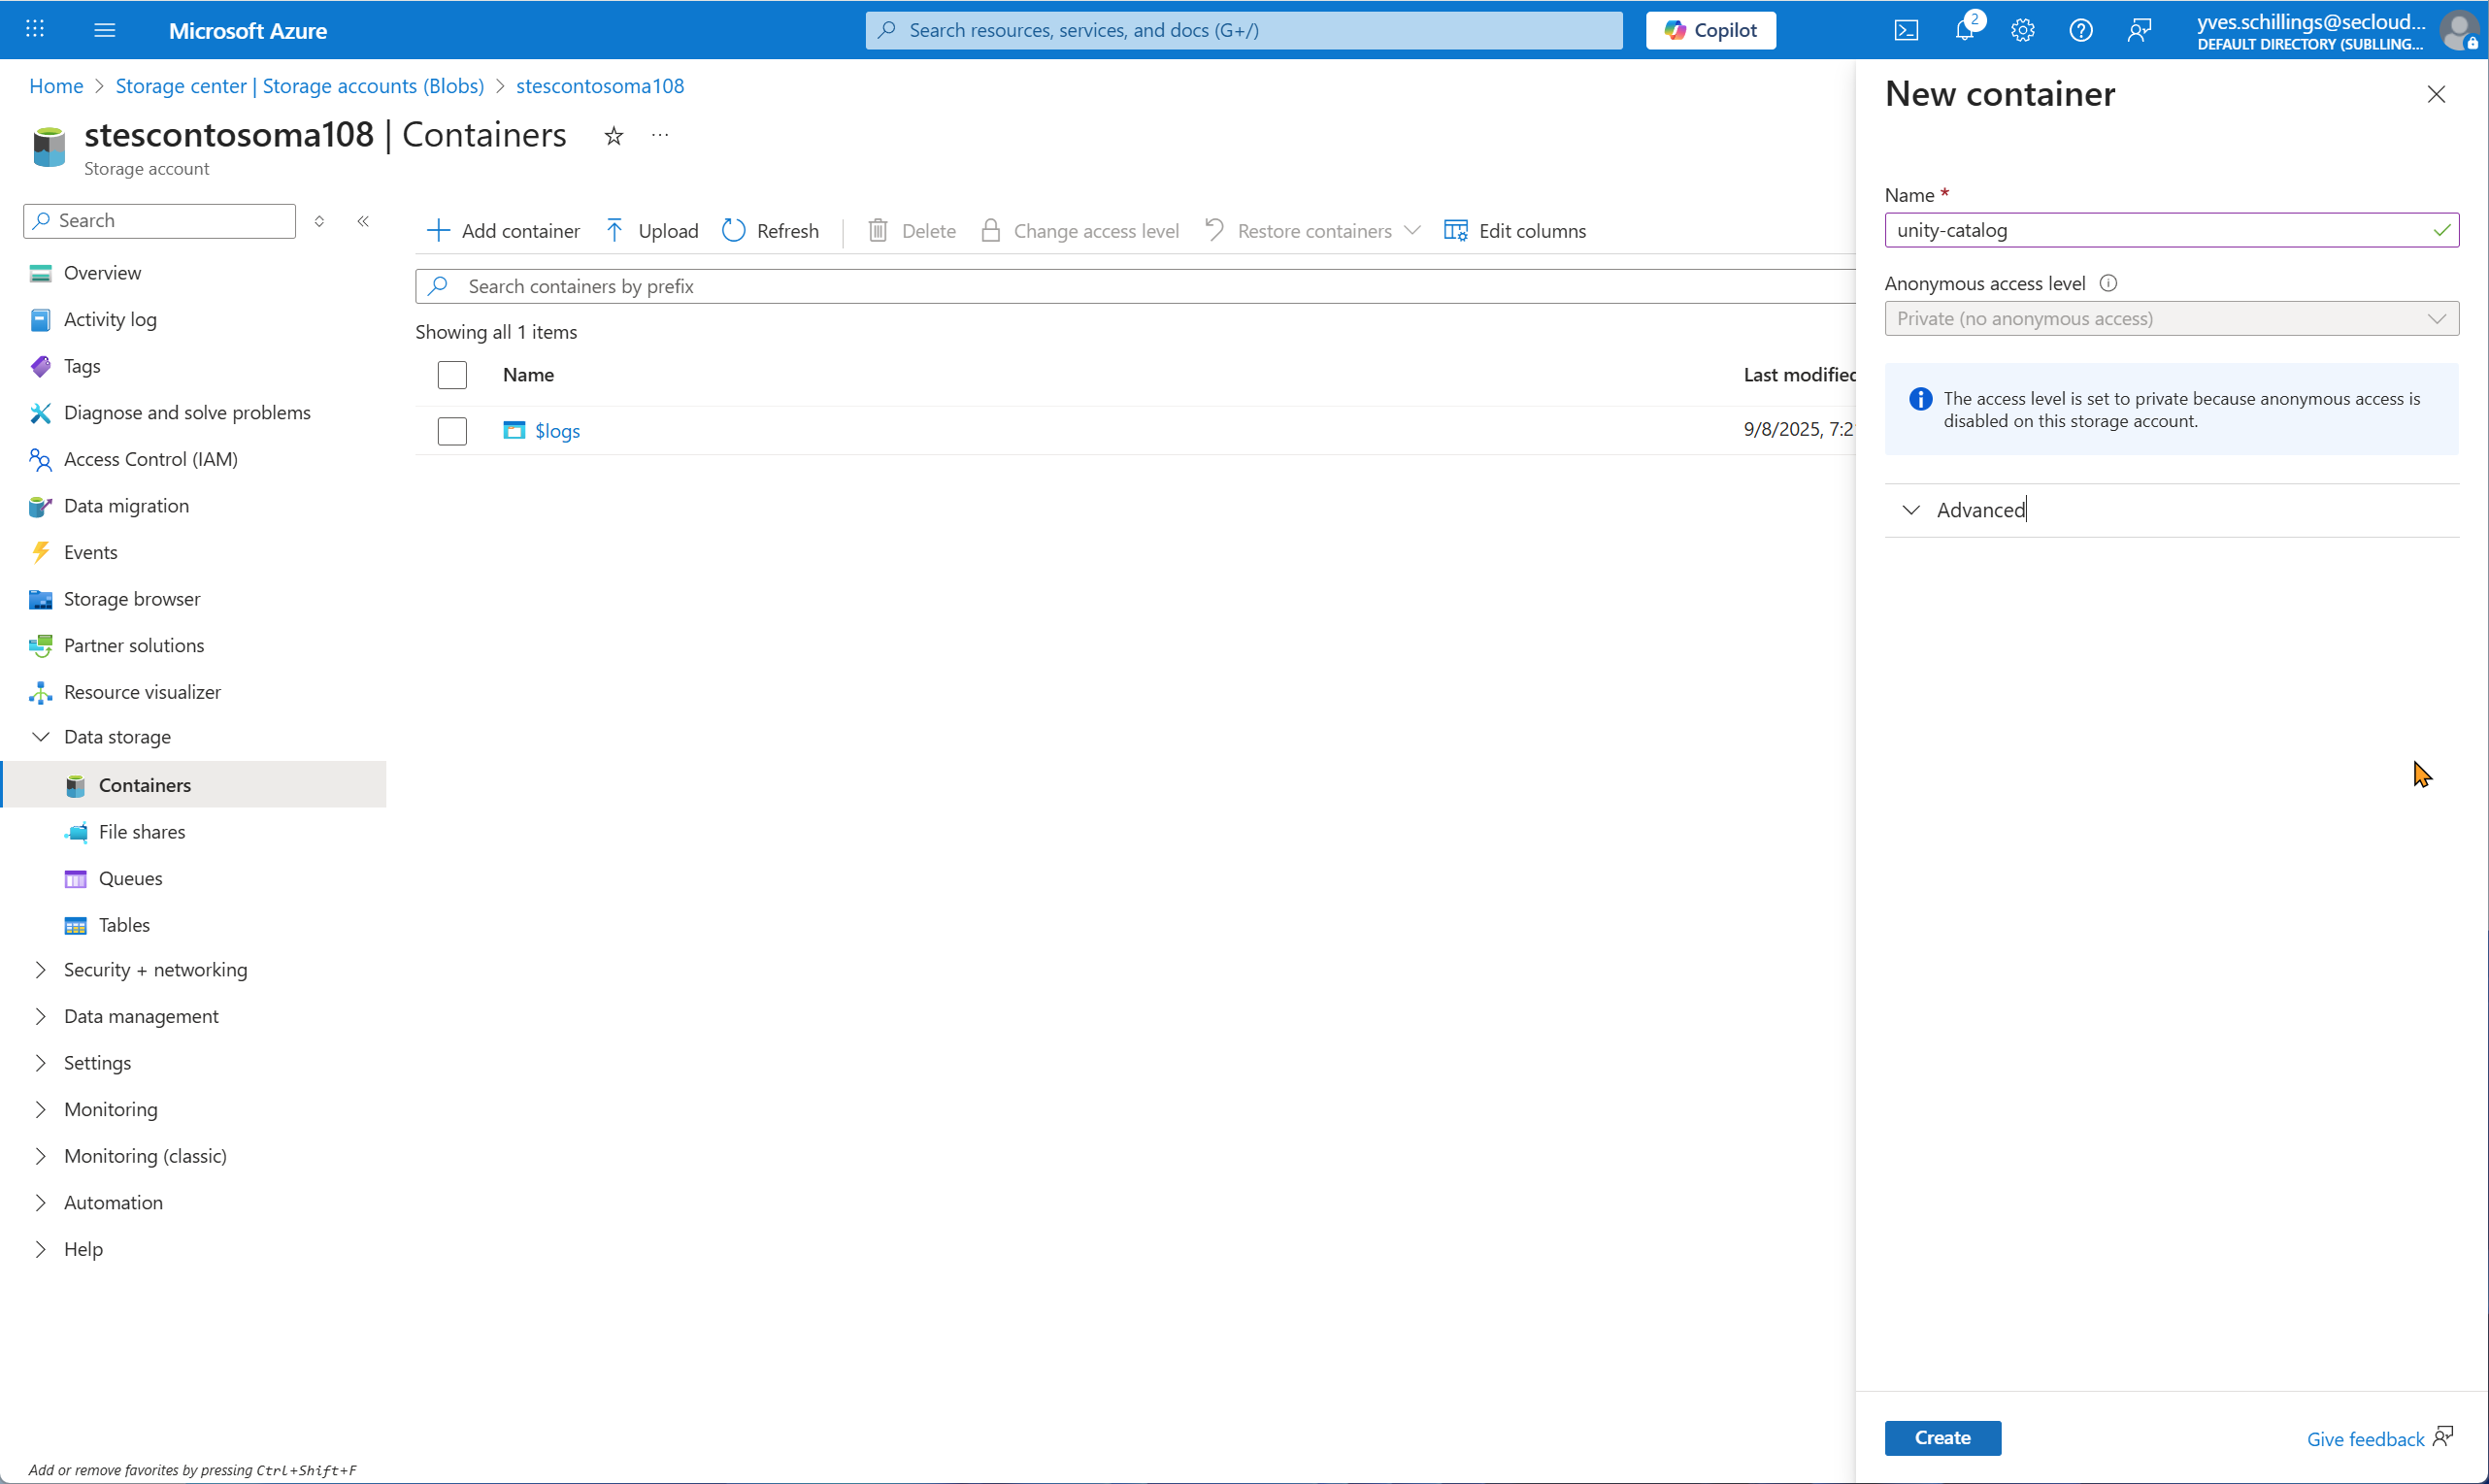 Microsoft Azure
Search resources, services, and docs (G+/)
Copilot
2
yves.schillings@secloud...
DEFAULT DIRECTORY (SUBLLING...
Home > Storage center | Storage accounts (Blobs) > stescontosoma108
stescontosoma108 | Containers
Storage account
Search
Overview
Activity log
Tags
Diagnose and solve problems
Access Control (IAM)
Data migration
Events
Storage browser
Partner solutions
Resource visualizer
Data storage
Containers
File shares
Queues
Tables
Security + networking
Data management
Settings
Monitoring
Monitoring (classic)
Automation
Help
Add or remove favorites by pressing Ctrl+Shift+F
Add container Upload Refresh Delete Change access level Restore containers Edit columns
Search containers by prefix
Showing all 1 items
Name Last modified
$logs 9/8/2025, 7:2
New container
Name *
unity-catalog
Anonymous access level
Private (no anonymous access)
The access level is set to private because anonymous access is
disabled on this storage account.
Advanced
Create
Give feedback